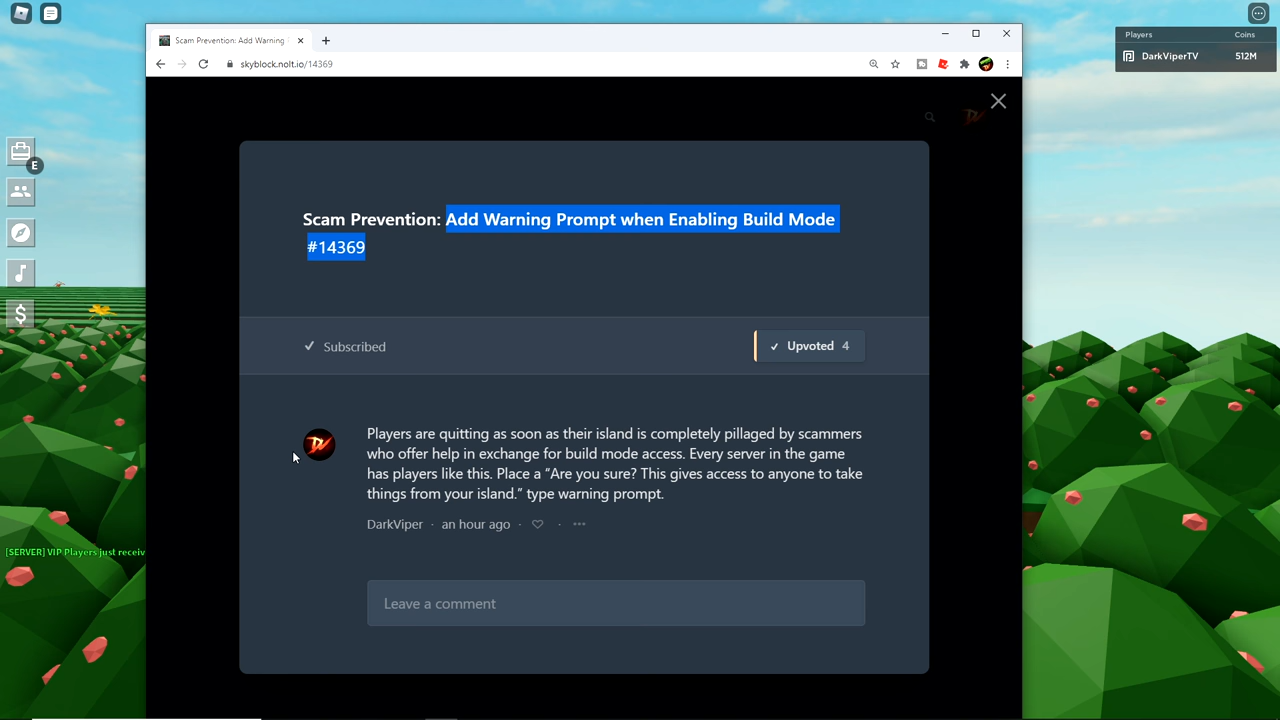 Scam Prevention: Add Warning
skyblock.nolt.io/14369
Players Coins
DarkViperTV 512M
E
Scam Prevention: Add Warning Prompt when Enabling Build Mode
#14369
Subscribed
Upvoted 4
Players are quitting as soon as their island is completely pillaged by scammers
who offer help in exchange for build mode access. Every server in the game
has players like this. Place a “Are you sure? This gives access to anyone to take
things from your island.” type warning prompt.
DarkViper · an hour ago · ·
Leave a comment
[SERVER] VIP Players just receiv